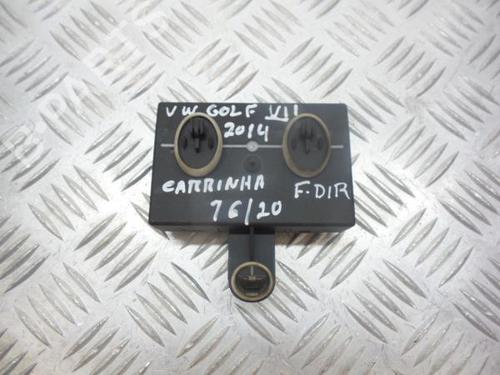 VW GOLF VII
2014
CARRINHA F.DIR
76/20